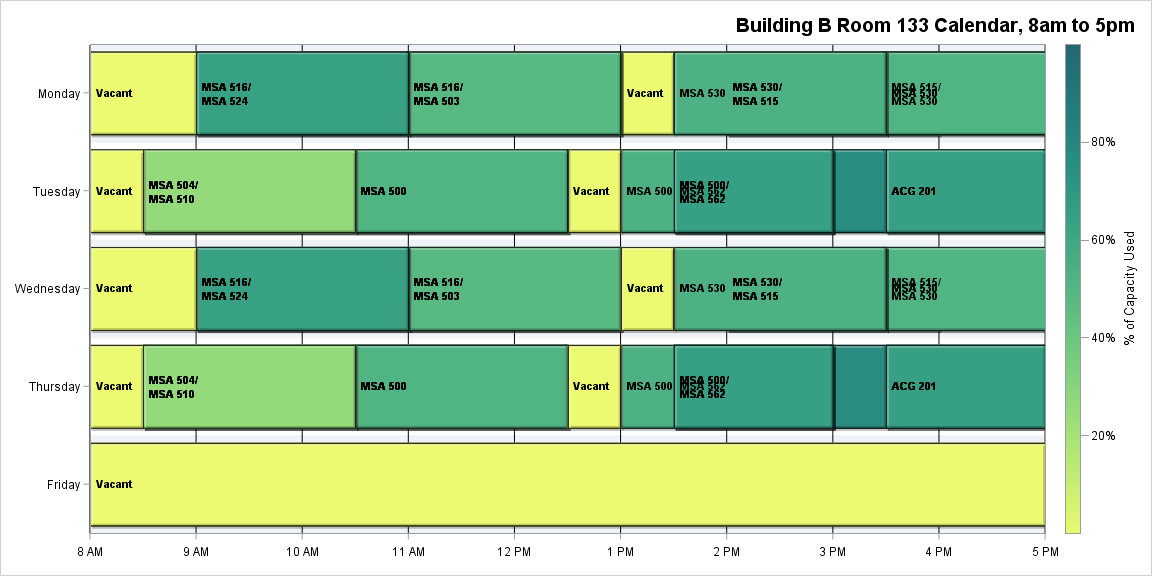 Building B Room 133 Calendar, 8am to 5pm
Monday
Vacant
MSA 516/
MSA 524
MSA 516/
MSA 503
Vacant
MSA 530
MSA 530/
MSA 515
MSA 515/
MSA 530
MSA 530
Tuesday
Vacant
MSA 504/
MSA 510
MSA 500
Vacant
MSA 500
MSA 500/
MSA 562
MSA 562
ACG 201
Wednesday
Vacant
MSA 516/
MSA 524
MSA 516/
MSA 503
Vacant
MSA 530
MSA 530/
MSA 515
MSA 515/
MSA 530
MSA 530
Thursday
Vacant
MSA 504/
MSA 510
MSA 500
Vacant
MSA 500
MSA 500/
MSA 562
MSA 562
ACG 201
Friday
Vacant
8 AM
9 AM
10 AM
11 AM
12 PM
1 PM
2 PM
3 PM
4 PM
5 PM
80%
60%
40%
20%
% of Capacity Used